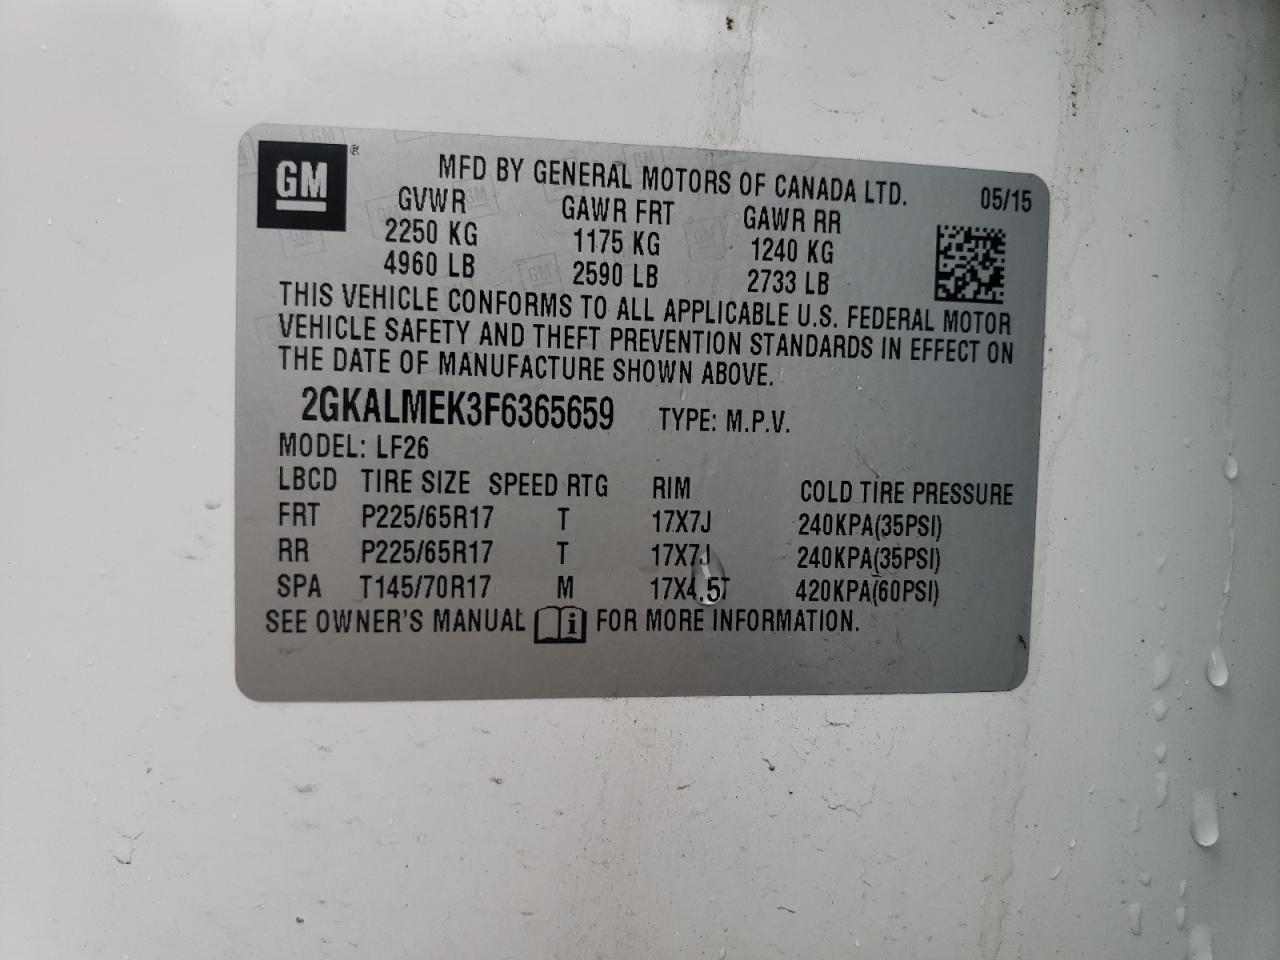 GM ® MFD BY GENERAL MOTORS OF CANADA LTD. 05/15
GVWR GAWR FRT GAWR RR
2250 KG 1175 KG 1240 KG
4960 LB 2590 LB 2733 LB
THIS VEHICLE CONFORMS TO ALL APPLICABLE U.S. FEDERAL MOTOR
VEHICLE SAFETY AND THEFT PREVENTION STANDARDS IN EFFECT ON
THE DATE OF MANUFACTURE SHOWN ABOVE.
2GKALMEK3F6365659 TYPE: M.P.V.
MODEL: LF26
LBCD TIRE SIZE SPEED RTG RIM COLD TIRE PRESSURE
FRT P225/65R17 T 17X7J 240KPA(35PSI)
RR P225/65R17 T 17X7J 240KPA(35PSI)
SPA T145/70R17 M 17X4.5T 420KPA(60PSI)
SEE OWNER'S MANUAL i FOR MORE INFORMATION.